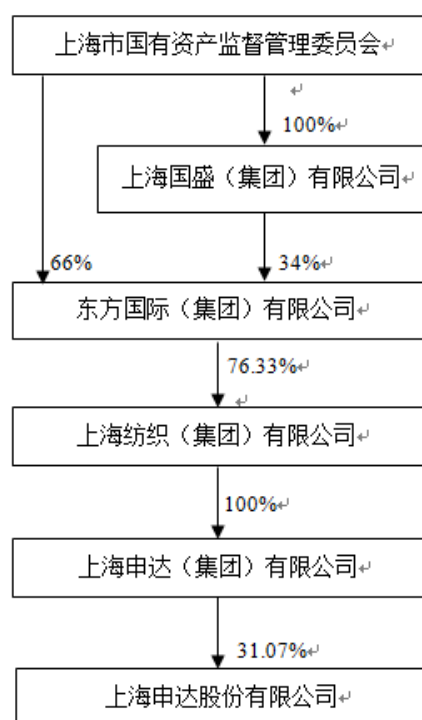 上海市国有资产监督管理委员会
100%
上海国盛（集团）有限公司
66%
34%
东方国际（集团）有限公司
76.33%
上海纺织（集团）有限公司
100%
上海申达（集团）有限公司
31.07%
上海申达股份有限公司